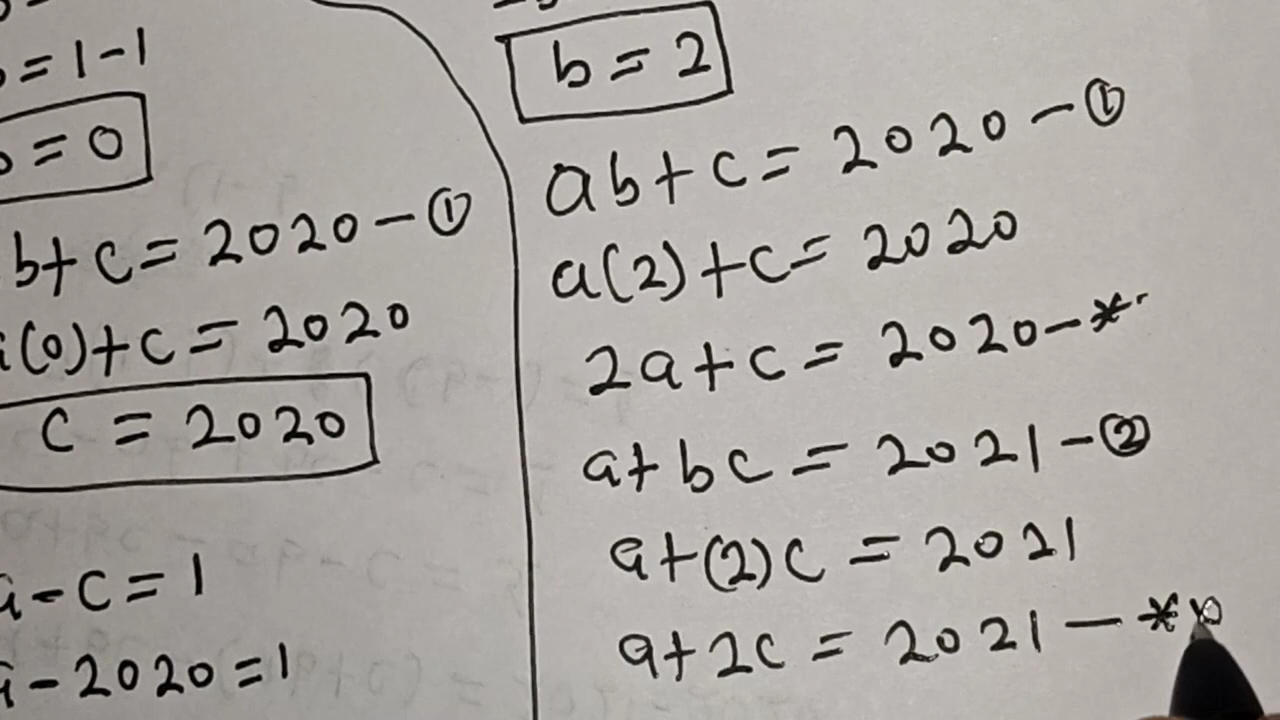 = 1 - 1
= 0
b + c = 2020 - ①
(0) + c = 2020
c = 2020
a - c = 1
a - 2020 = 1
b = 2
ab + c = 2020 - ①
a(2) + c = 2020
2a + c = 2020 - *
a + bc = 2021 - ②
a + (2)c = 2021
a + 2c = 2021 - **